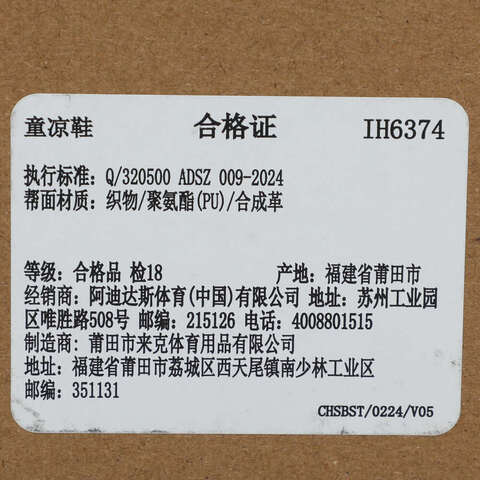 童凉鞋 合格证 IH6374
执行标准: Q/320500 ADSZ 009-2024
帮面材质: 织物/聚氨酯(PU)/合成革
等级: 合格品 检18 产地: 福建省莆田市
经销商: 阿迪达斯体育(中国)有限公司 地址: 苏州工业园
区唯胜路508号 邮编: 215126 电话: 4008801515
制造商: 莆田市来克体育用品有限公司
地址: 福建省莆田市荔城区西天尾镇南少林工业区
邮编: 351131
CHSBST/0224/V05